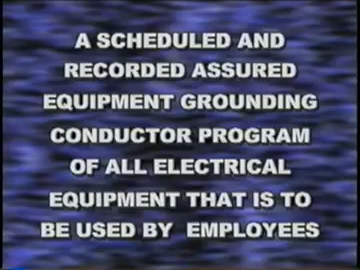 A SCHEDULED AND
RECORDED ASSURED
EQUIPMENT GROUNDING
CONDUCTOR PROGRAM
OF ALL ELECTRICAL
EQUIPMENT THAT IS TO
BE USED BY EMPLOYEES